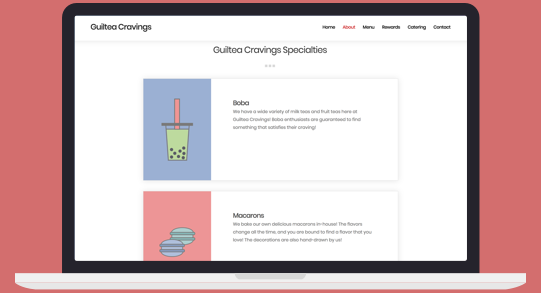 Guiltea Cravings
Home About Menu Rewards Catering Contact
Guiltea Cravings Specialties
Boba
We have a wide variety of milk teas and fruit teas here at
Guiltea Cravings! Boba enthusiasts are guaranteed to find
something that satisfies their craving!
Macarons
We bake our own delicious macarons in-house! The flavors
change all the time, and you are bound to find a flavor that you
love! The decorations are also hand-drawn by us!